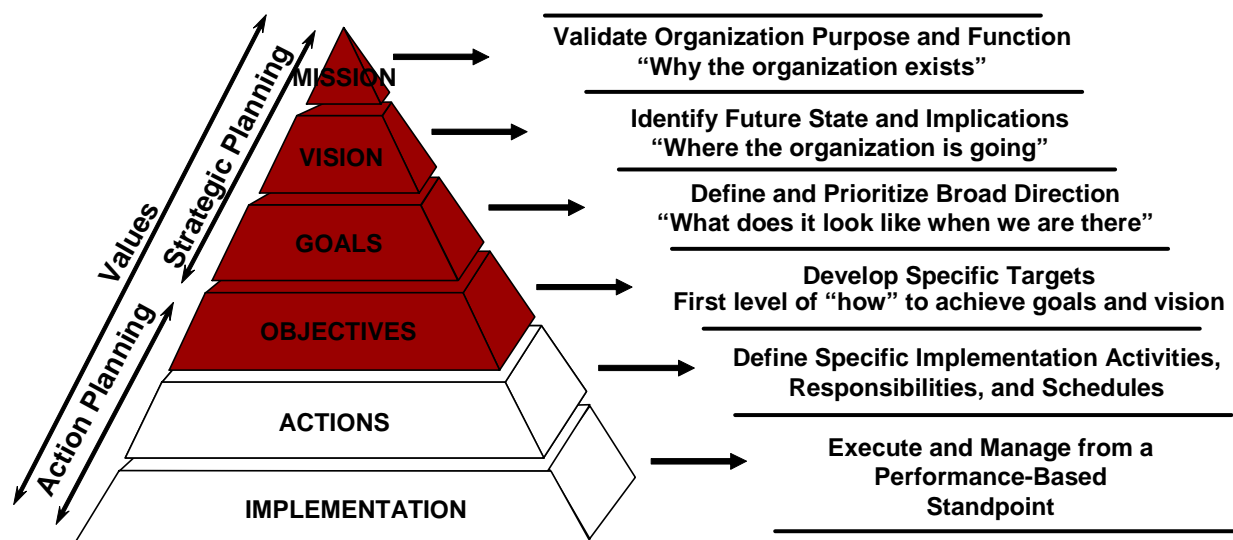 Values
Strategic Planning
Action Planning
MISSION
VISION
GOALS
OBJECTIVES
ACTIONS
IMPLEMENTATION
Validate Organization Purpose and Function
“Why the organization exists”
Identify Future State and Implications
“Where the organization is going”
Define and Prioritize Broad Direction
“What does it look like when we are there”
Develop Specific Targets
First level of “how” to achieve goals and vision
Define Specific Implementation Activities,
Responsibilities, and Schedules
Execute and Manage from a
Performance-Based
Standpoint